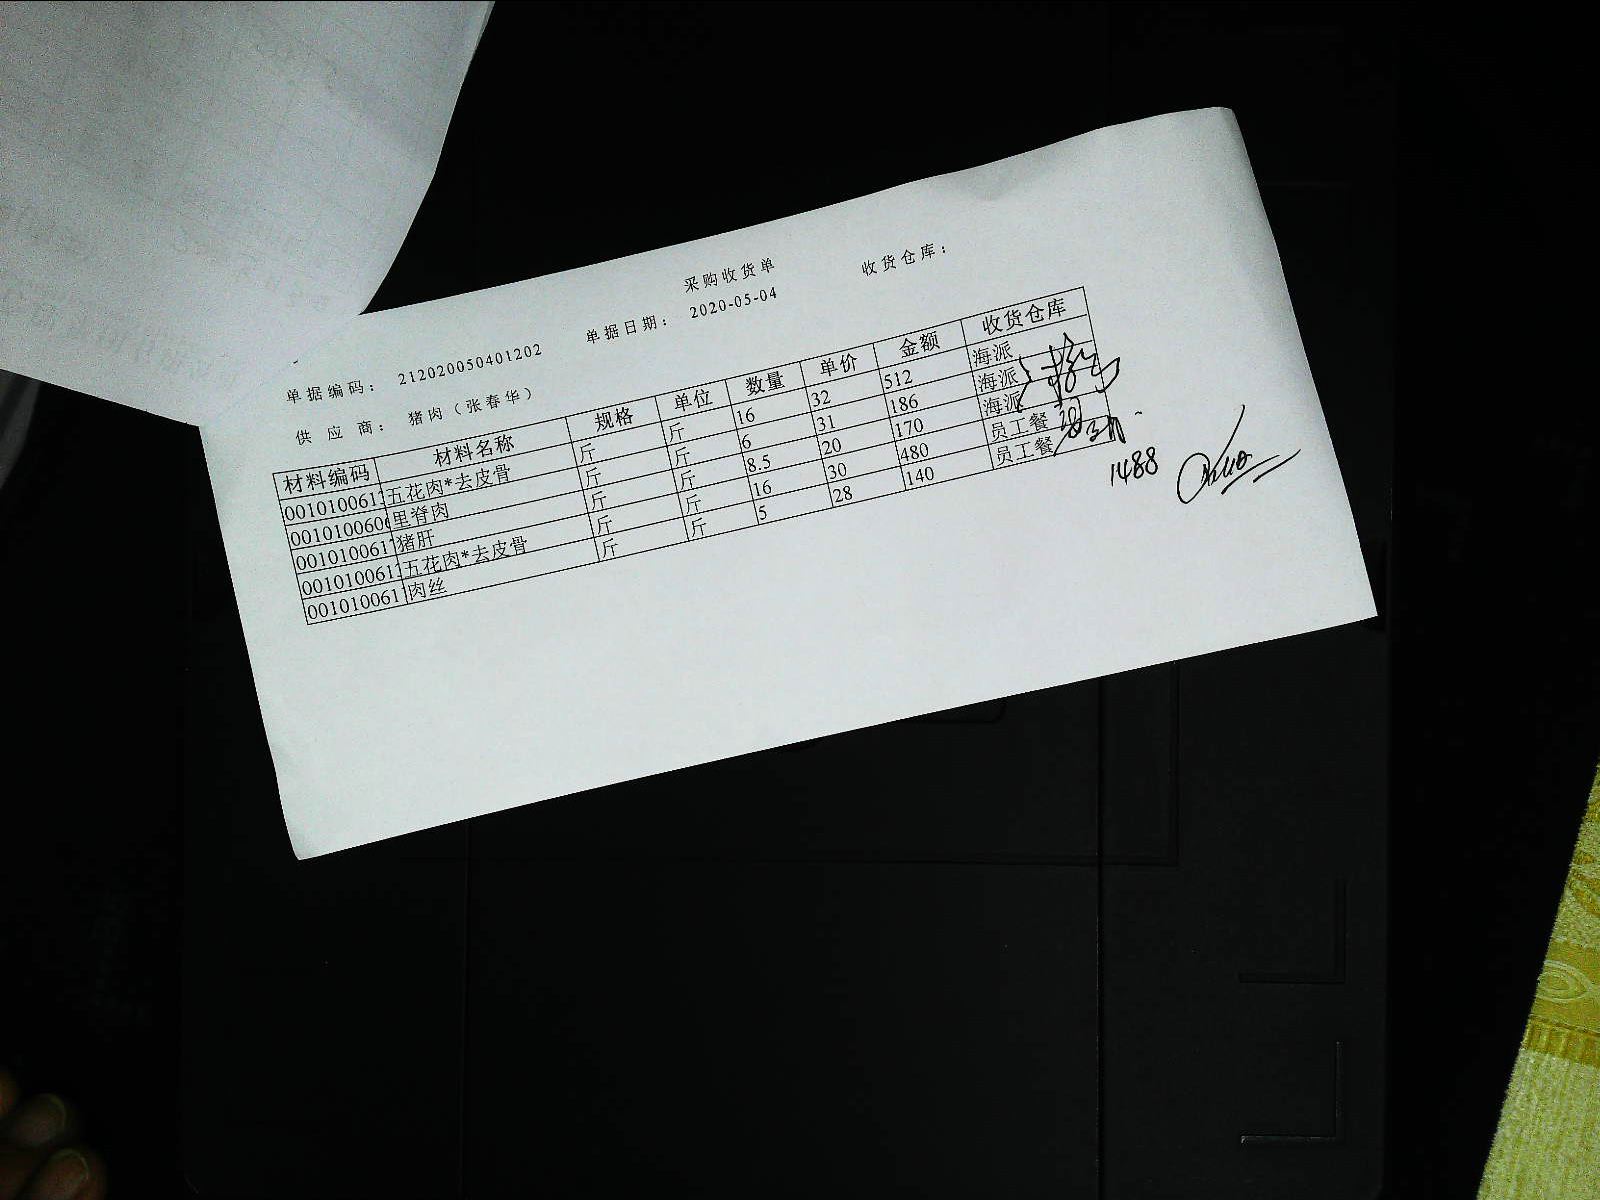 采购收货单
收货仓库：
单据编码： 212020050401202 单据日期： 2020-05-04
供 应 商： 猪肉（张春华）
材料编码 材料名称 规格 单位 数量 单价 金额 收货仓库
001010061 五花肉*去皮骨 斤 斤 16 32 512 海派
00101006 里脊肉 斤 斤 6 31 186 海派
001010061 猪肝 斤 斤 8.5 20 170 海派
001010061 五花肉*去皮骨 斤 斤 16 30 480 员工餐
001010061 肉丝 斤 斤 5 28 140 员工餐
1488